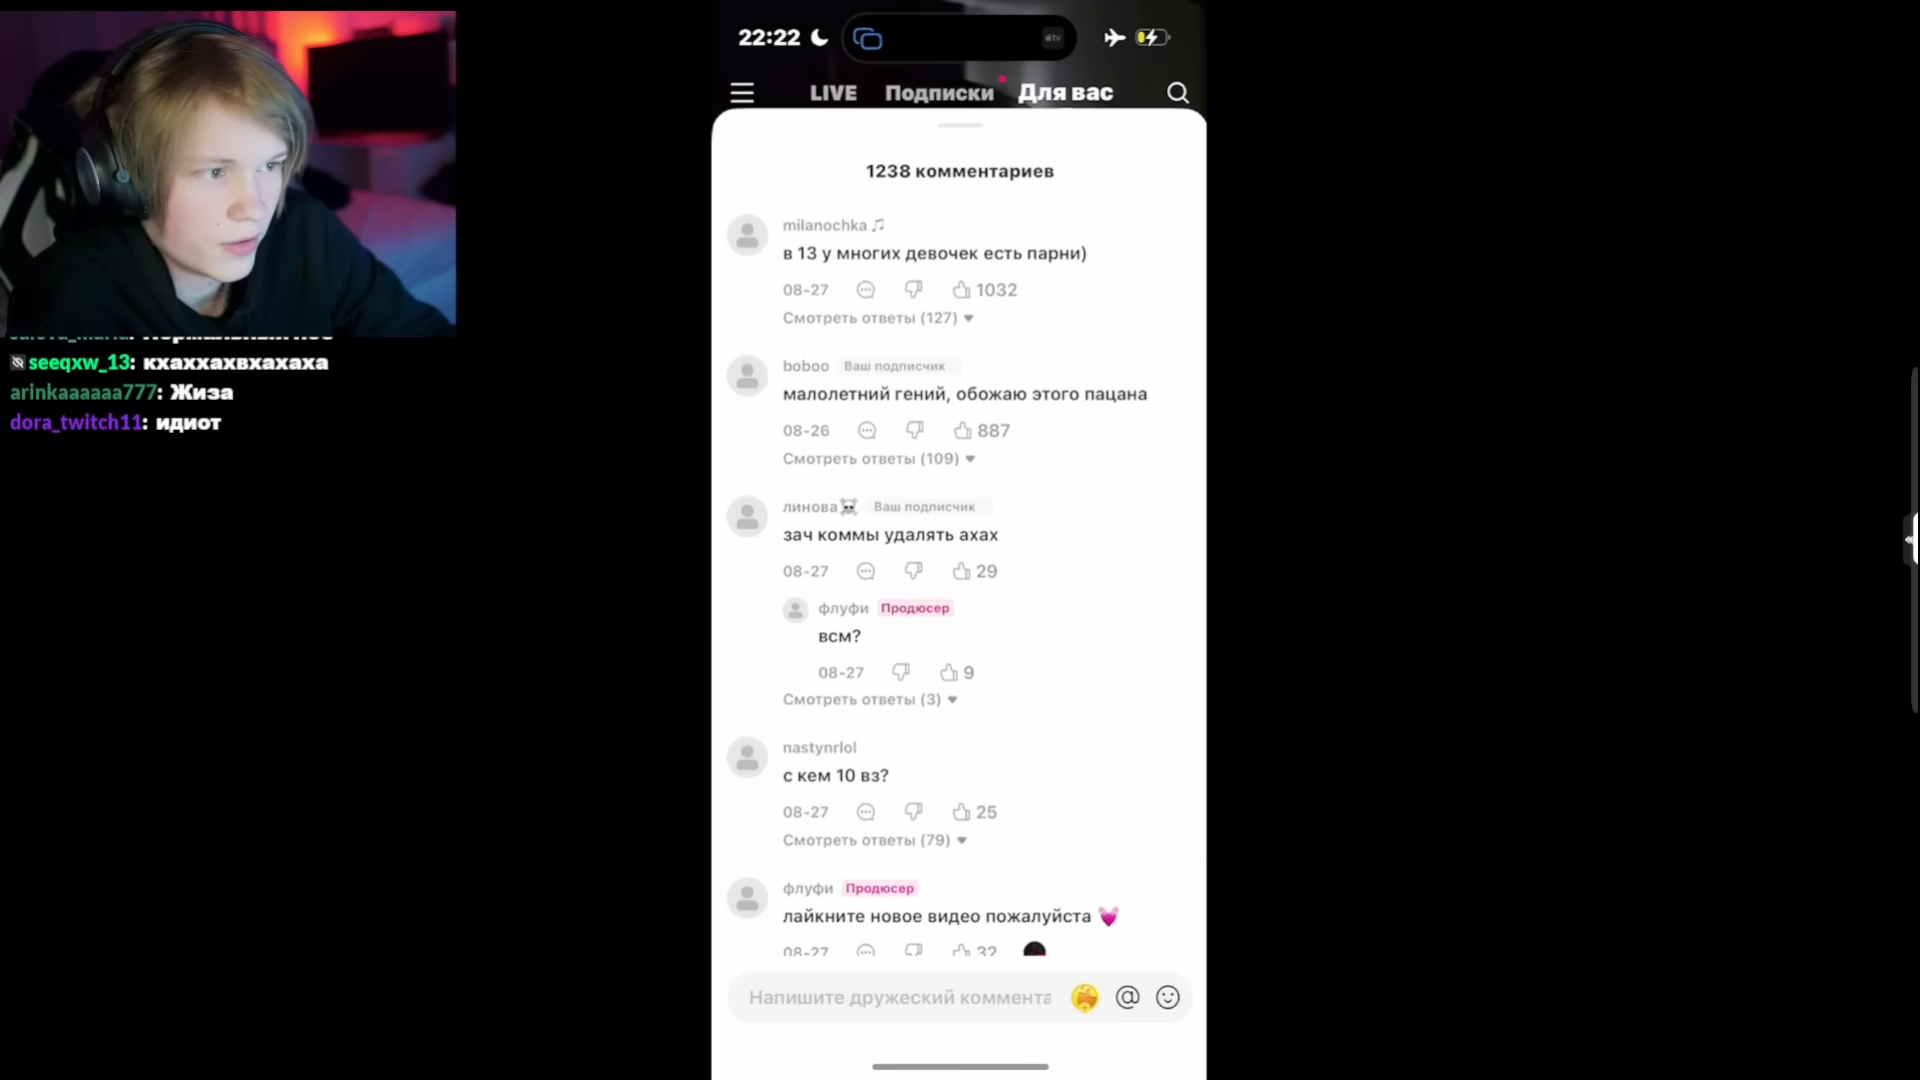 22:22
LIVE Подписки Для вас
1238 комментариев
milanochka
в 13 у многих девочек есть парни)
08-27 1032
Смотреть ответы (127)
boboo Ваш подписчик
малолетний гений, обожаю этого пацана
08-26 887
Смотреть ответы (109)
линова☠️ Ваш подписчик
зач коммы удалять ахах
08-27 29
флуфи Продюсер
всм?
08-27 9
Смотреть ответы (3)
nastynrlol
с кем 10 вз?
08-27 25
Смотреть ответы (79)
флуфи Продюсер
лайкните новое видео пожалуйста 💓
08-27 32
Напишите дружеский коммента
seeqxw_13: кхаххахвхахаха
arinkaaaaaa777: Жиза
dora_twitch11: идиот